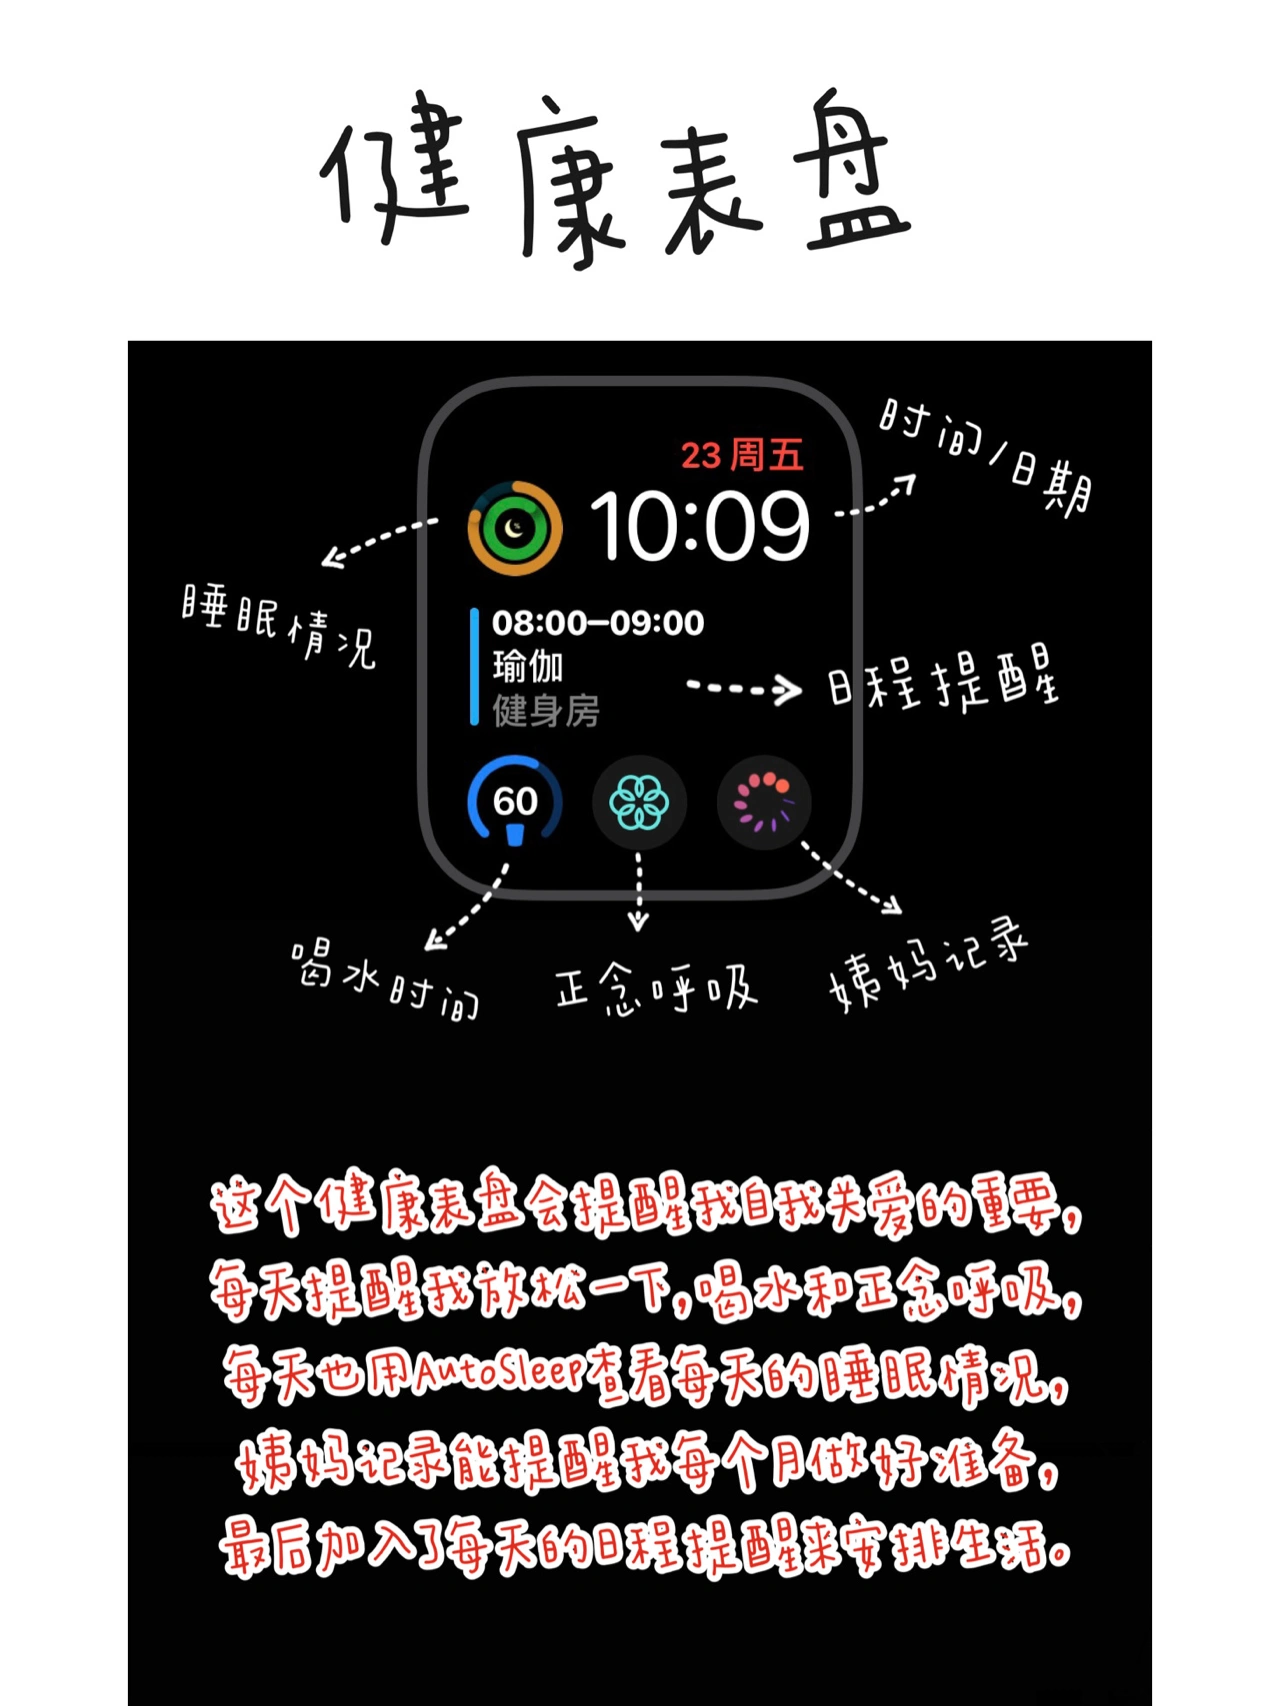 健康表盘
时间/日期
23 周五
10:09
睡眠情况
08:00–09:00
瑜伽
健身房
日程提醒
60
喝水时间
正念呼吸
姨妈记录
这个健康表盘会提醒我自我关爱的重要,
每天提醒我放松一下,喝水和正念呼吸,
每天也用AutoSleep查看每天的睡眠情况,
姨妈记录能提醒我每个月做好准备,
最后加入了每天的日程提醒来安排生活。